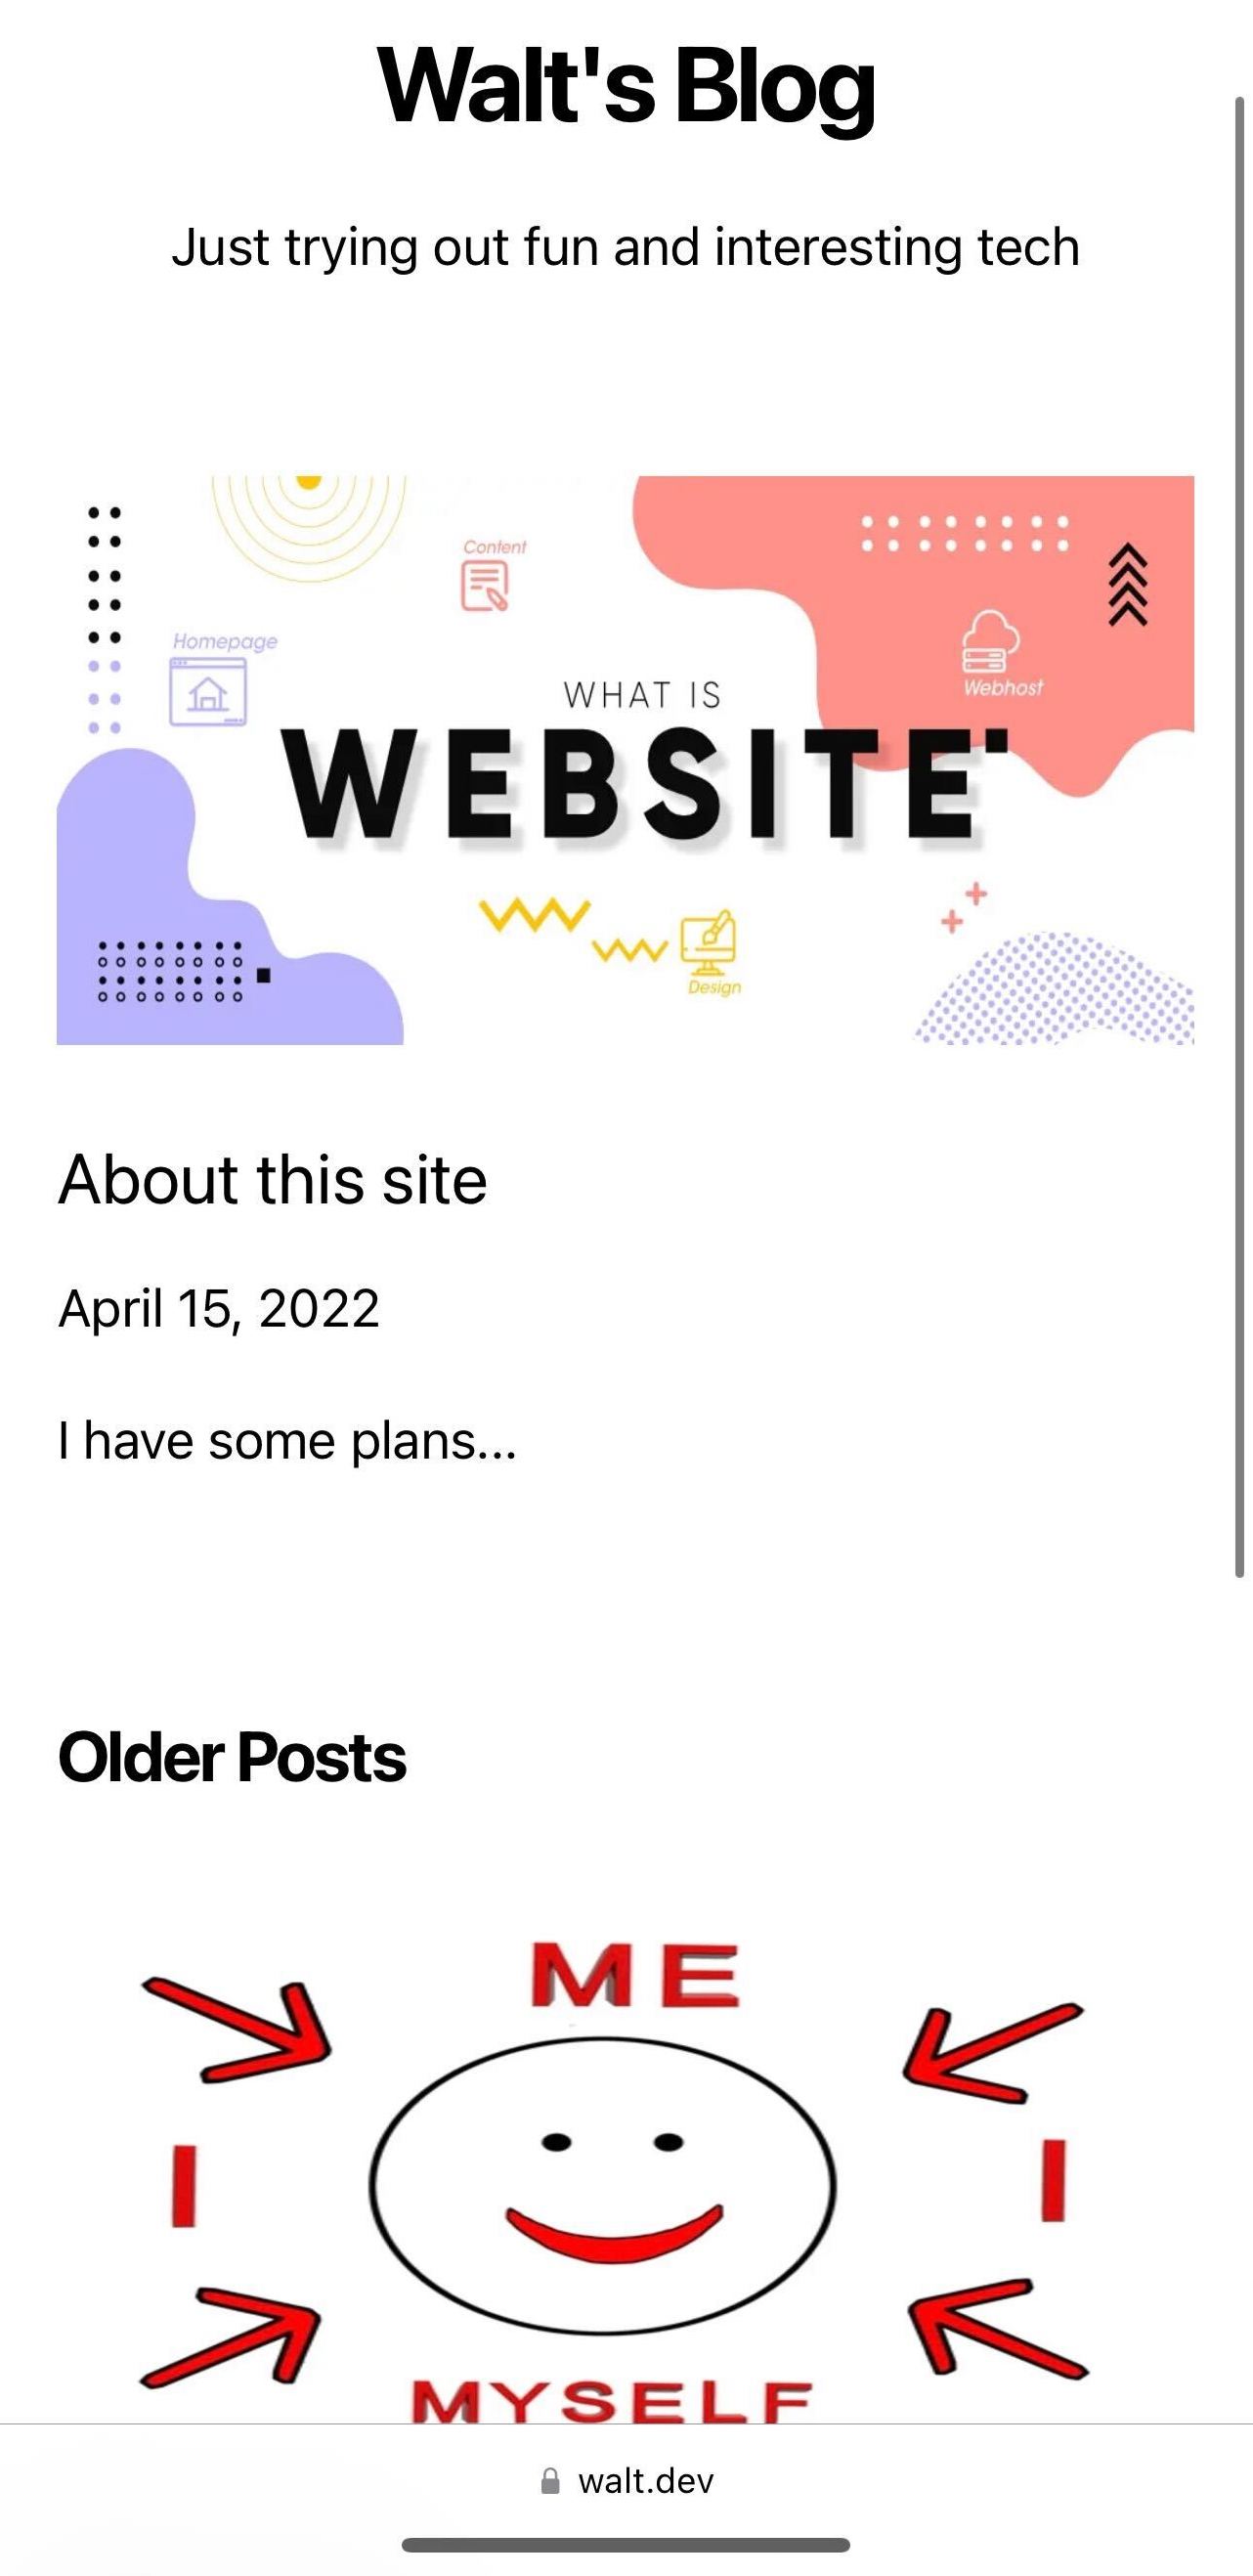 Walt's Blog
Just trying out fun and interesting tech
Content
Homepage
Webhost
WHAT IS
WEBSITE
Design
About this site
April 15, 2022
I have some plans...
Older Posts
ME
I
I
MYSELF
walt.dev